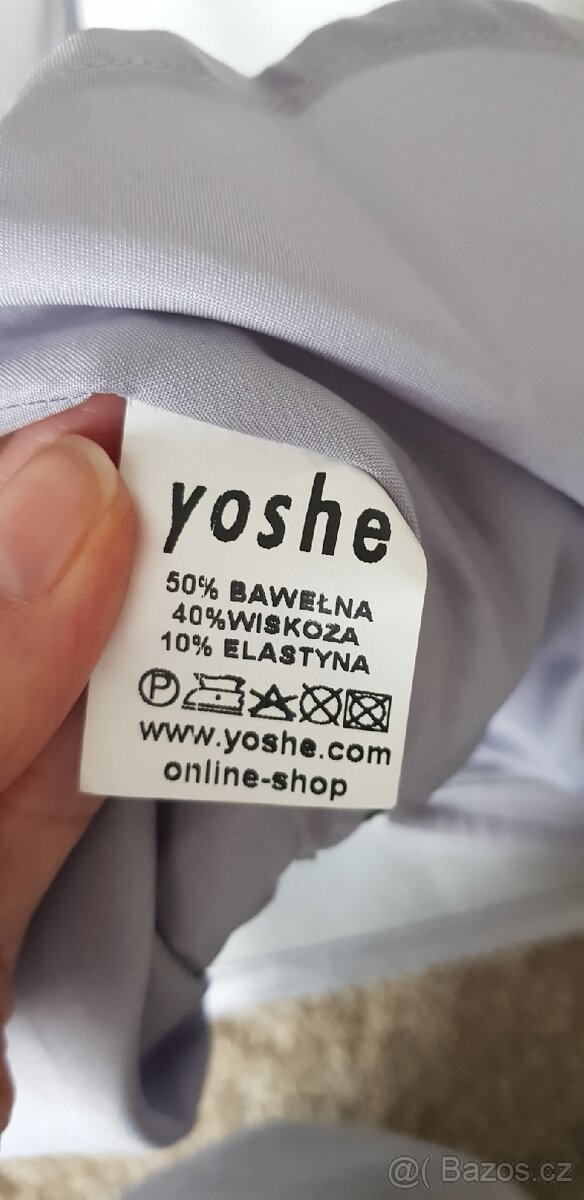 yoshe
50% BAWEŁNA
40%WISKOZA
10% ELASTYNA
P
www.yoshe.com
online-shop
@( Bazos.cz